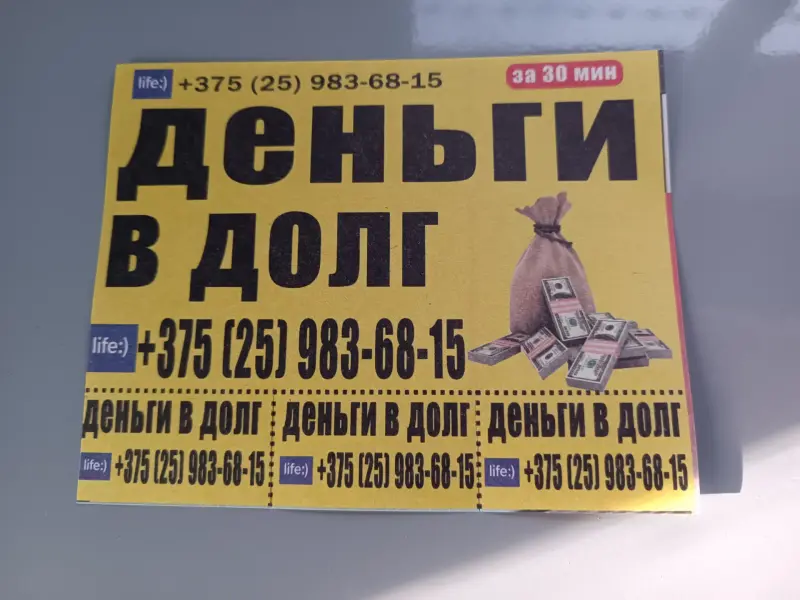 life:) +375 (25) 983-68-15 за 30 мин
деньги
в долг
life:) +375 (25) 983-68-15
деньги в долг деньги в долг деньги в долг
life:) +375 (25) 983-68-15 life:) +375 (25) 983-68-15 life:) +375 (25) 983-68-15